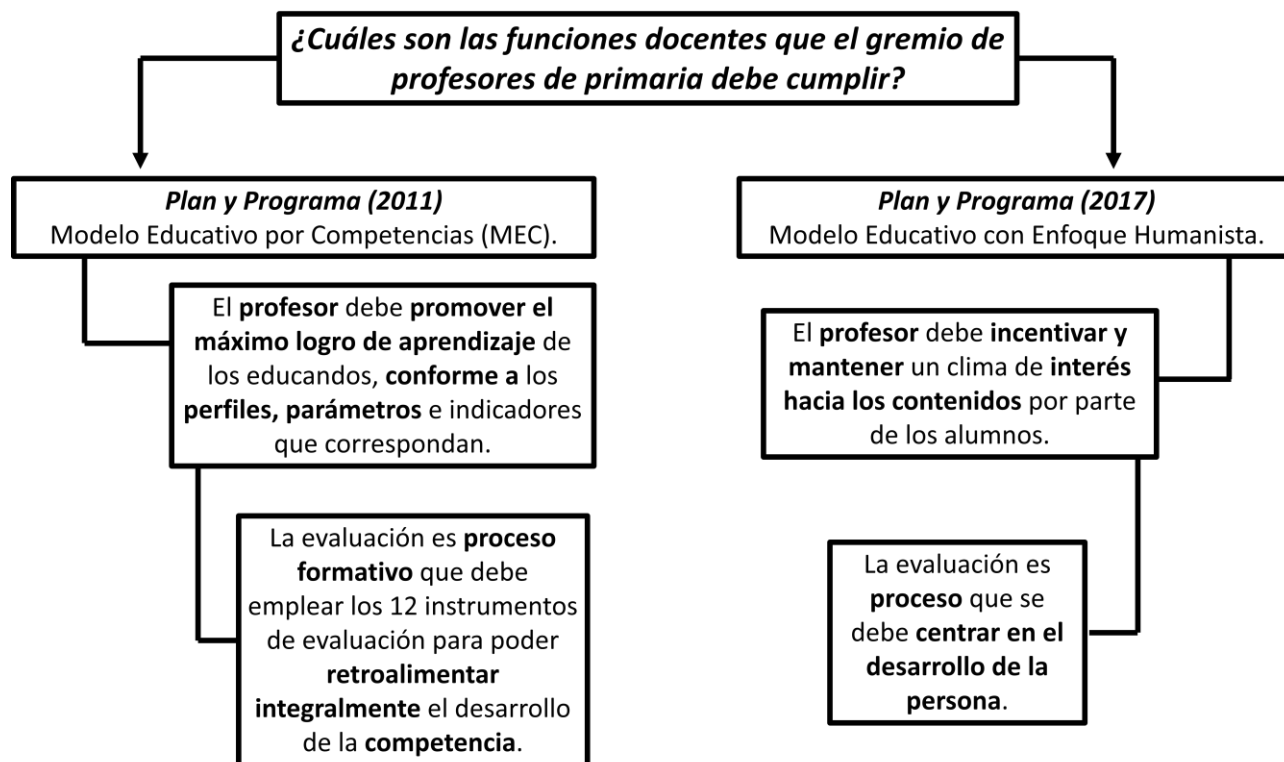 ¿Cuáles son las funciones docentes que el gremio de
profesores de primaria debe cumplir?
Plan y Programa (2011)
Modelo Educativo por Competencias (MEC).
El profesor debe promover el
máximo logro de aprendizaje de
los educandos, conforme a los
perfiles, parámetros e indicadores
que correspondan.
La evaluación es proceso
formativo que debe
emplear los 12 instrumentos
de evaluación para poder
retroalimentar
integralmente el desarrollo
de la competencia.
Plan y Programa (2017)
Modelo Educativo con Enfoque Humanista.
El profesor debe incentivar y
mantener un clima de interés
hacia los contenidos por parte
de los alumnos.
La evaluación es
proceso que se
debe centrar en el
desarrollo de la
persona.